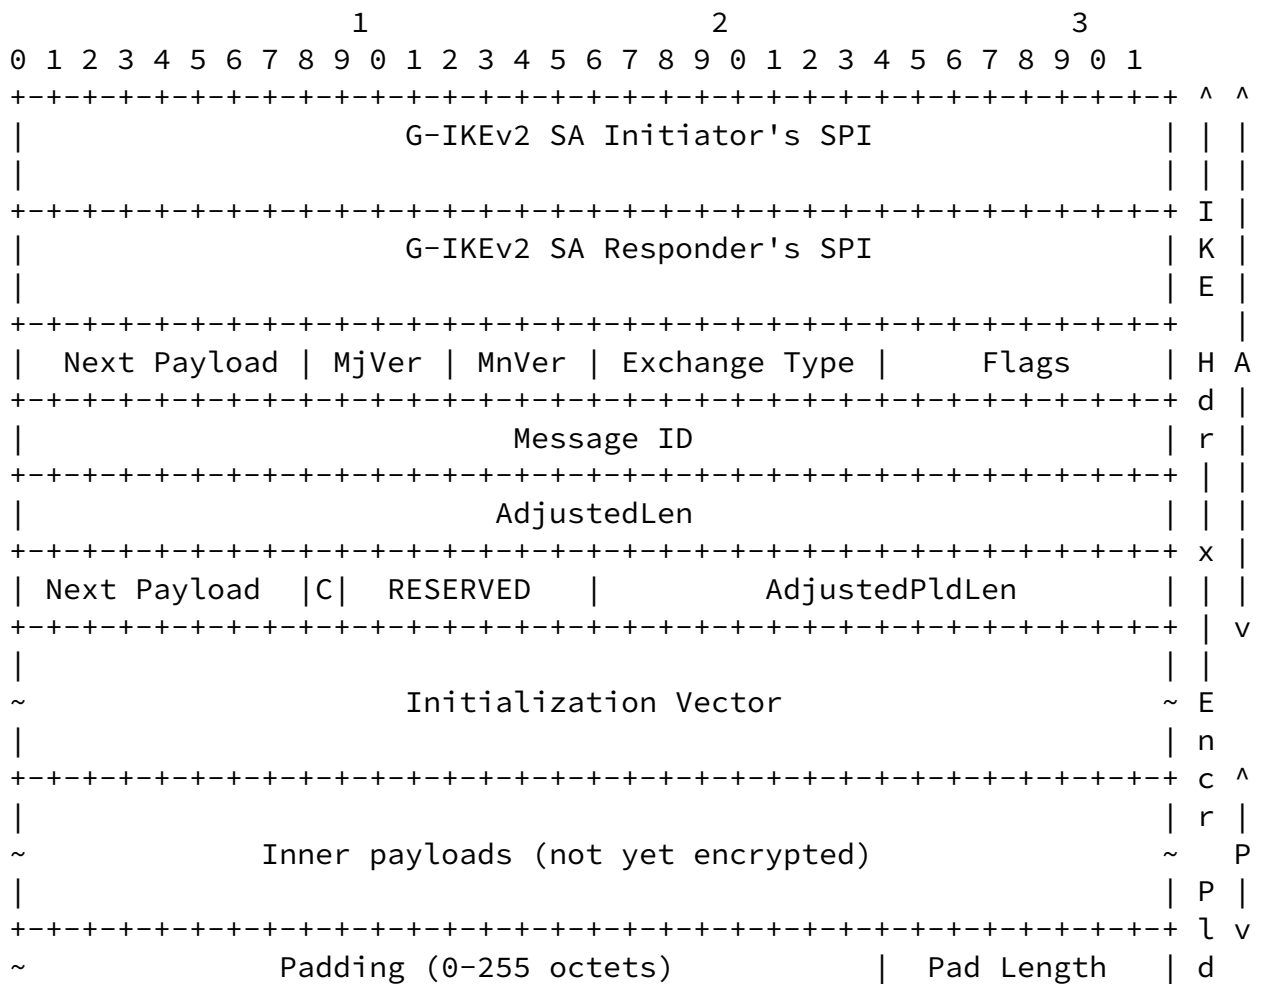 1                   2                   3
 0 1 2 3 4 5 6 7 8 9 0 1 2 3 4 5 6 7 8 9 0 1 2 3 4 5 6 7 8 9 0 1
+-+-+-+-+-+-+-+-+-+-+-+-+-+-+-+-+-+-+-+-+-+-+-+-+-+-+-+-+-+-+-+-+ ^ ^
|                     G-IKEv2 SA Initiator's SPI                | | |
|                                                               | | |
+-+-+-+-+-+-+-+-+-+-+-+-+-+-+-+-+-+-+-+-+-+-+-+-+-+-+-+-+-+-+-+-+ I |
|                     G-IKEv2 SA Responder's SPI                | K |
|                                                               | E |
+-+-+-+-+-+-+-+-+-+-+-+-+-+-+-+-+-+-+-+-+-+-+-+-+-+-+-+-+-+-+-+-+   |
|  Next Payload | MjVer | MnVer | Exchange Type |     Flags     | H A
+-+-+-+-+-+-+-+-+-+-+-+-+-+-+-+-+-+-+-+-+-+-+-+-+-+-+-+-+-+-+-+-+ d |
|                           Message ID                          | r |
+-+-+-+-+-+-+-+-+-+-+-+-+-+-+-+-+-+-+-+-+-+-+-+-+-+-+-+-+-+-+-+-+ | |
|                          AdjustedLen                          | | |
+-+-+-+-+-+-+-+-+-+-+-+-+-+-+-+-+-+-+-+-+-+-+-+-+-+-+-+-+-+-+-+-+ x |
| Next Payload  |C|  RESERVED   |         AdjustedPldLen        | | |
+-+-+-+-+-+-+-+-+-+-+-+-+-+-+-+-+-+-+-+-+-+-+-+-+-+-+-+-+-+-+-+-+ | v
|                                                               | |
~                     Initialization Vector                     ~ E
|                                                               | n
+-+-+-+-+-+-+-+-+-+-+-+-+-+-+-+-+-+-+-+-+-+-+-+-+-+-+-+-+-+-+-+-+ c ^
|                                                               | r |
~             Inner payloads (not yet encrypted)                ~   P
|                                                               | P |
+-+-+-+-+-+-+-+-+-+-+-+-+-+-+-+-+-+-+-+-+-+-+-+-+-+-+-+-+-+-+-+-+ l v
~              Padding (0-255 octets)           |  Pad Length   | d